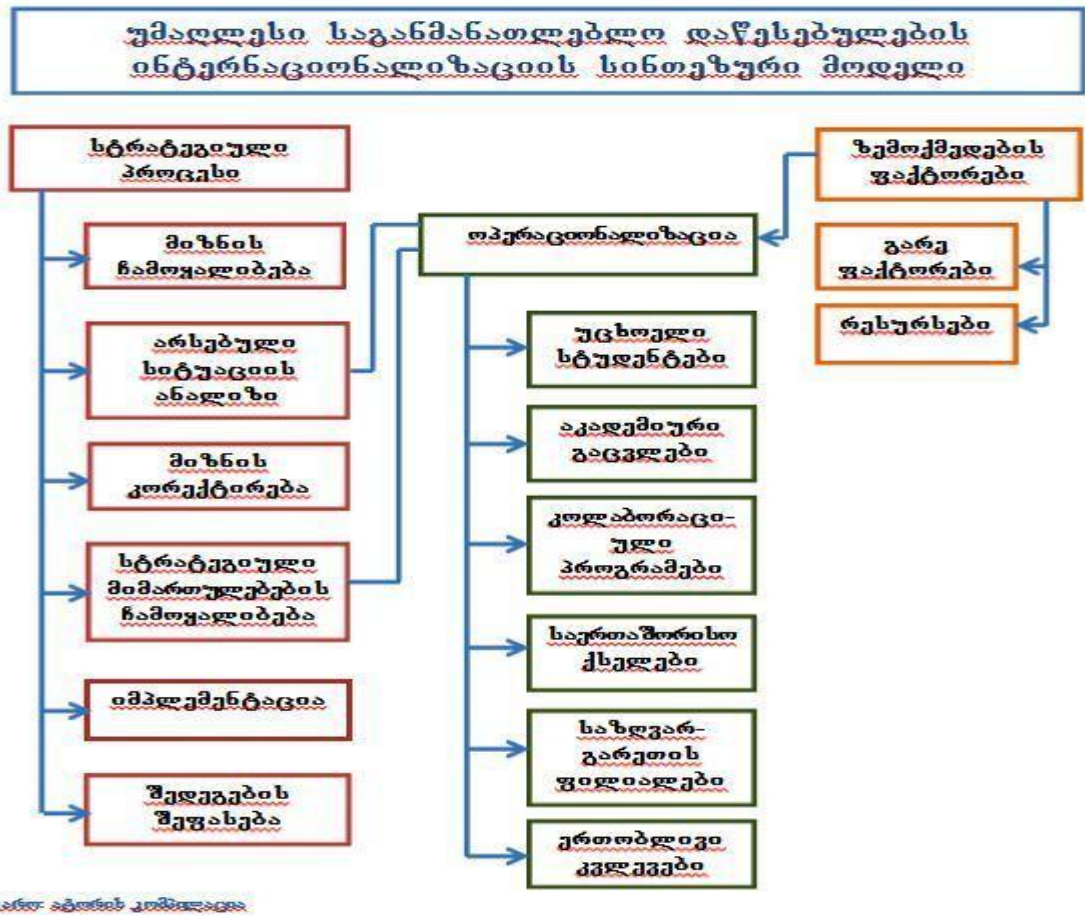 უმაღლესი საგანმანათლებლო დაწესებულების
ინტერნაციონალიზაციის სინთეზური მოდელი
სტრატეგიული
პროცესი
მიზნის
ჩამოყალიბება
არსებული
სიტუაციის
ანალიზი
მიზნის
კორექტირება
სტრატეგიული
მიმართულებების
ჩამოყალიბება
იმპლემენტაცია
შედეგების
შეფასება
ოპერაციონალიზაცია
უცხოელი
სტუდენტები
აკადემიური
გაცვლები
კოლაბორაცი-
ული
პროგრამები
საერთაშორისო
ქსელები
საზღვარ-
გარეთის
ფილიალები
ერთობლივი
კვლევები
ზემოქმედების
ფაქტორები
გარე
ფაქტორები
რესურსები
კომპილაცია